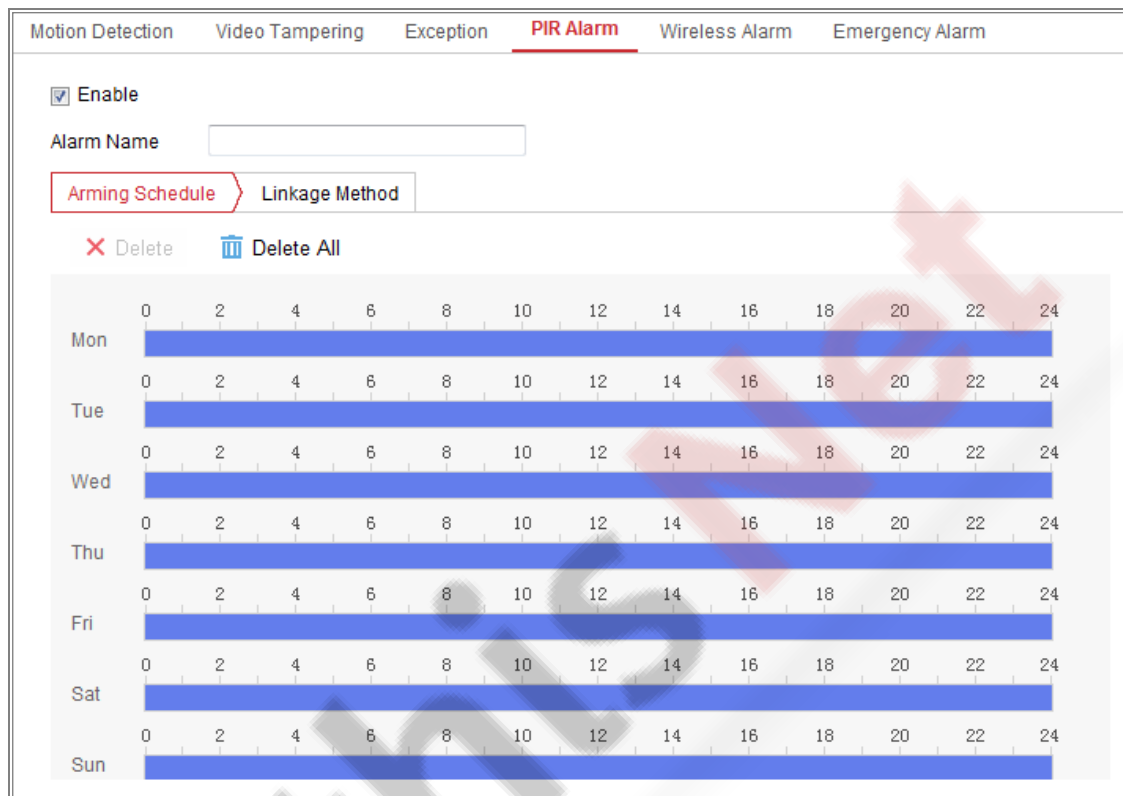 Motion Detection Video Tampering Exception PIR Alarm Wireless Alarm Emergency Alarm
Enable
Alarm Name
Arming Schedule Linkage Method
Delete Delete All
0 2 4 6 8 10 12 14 16 18 20 22 24
Mon
0 2 4 6 8 10 12 14 16 18 20 22 24
Tue
0 2 4 6 8 10 12 14 16 18 20 22 24
Wed
0 2 4 6 8 10 12 14 16 18 20 22 24
Thu
0 2 4 6 8 10 12 14 16 18 20 22 24
Fri
0 2 4 6 8 10 12 14 16 18 20 22 24
Sat
0 2 4 6 8 10 12 14 16 18 20 22 24
Sun
hisNet